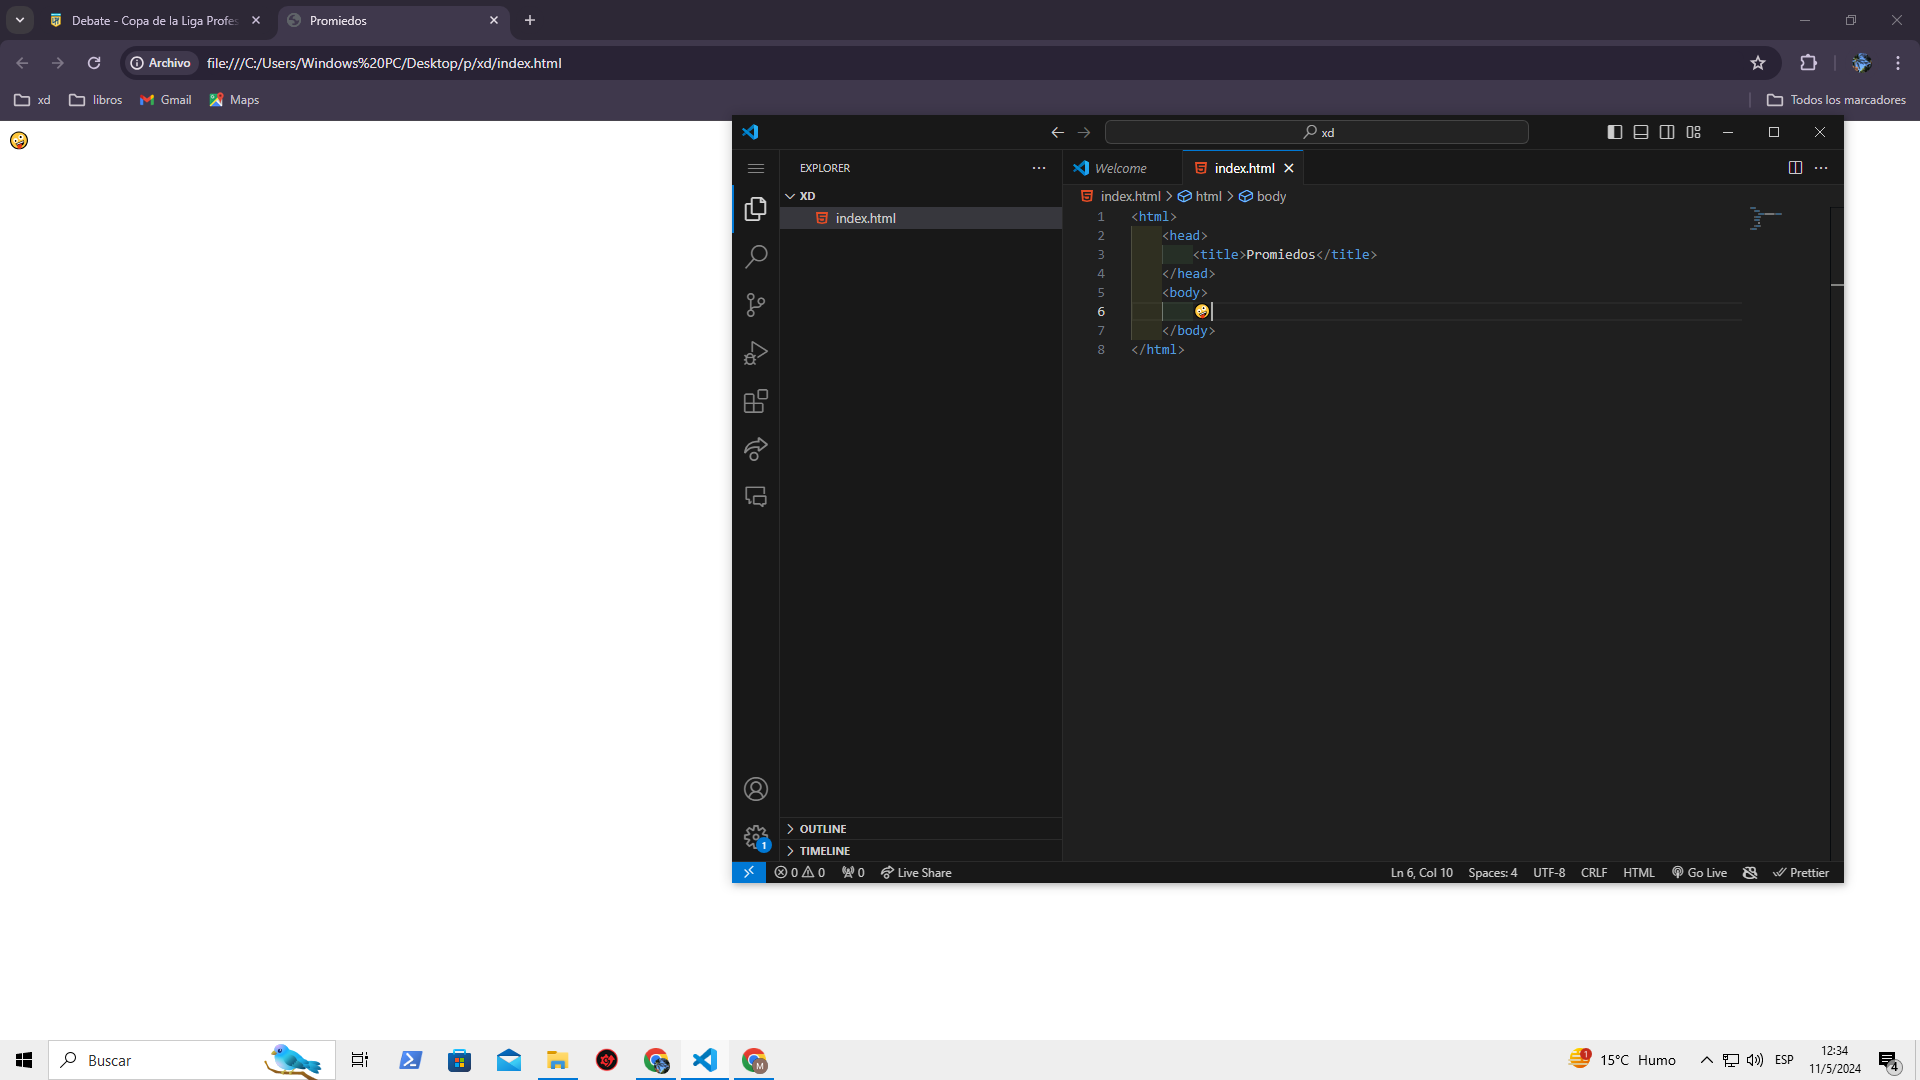 Debate - Copa de la Liga Profes
Promiedos
Archivo
file:///C:/Users/Windows%20PC/Desktop/p/xd/index.html
xd
libros
Gmail
Maps
Todos los marcadores
🤪
xd
EXPLORER
Welcome
index.html
XD
index.html
index.html > html > body
1 <html>
2 <head>
3 <title>Promiedos</title>
4 </head>
5 <body>
6 🤪
7 </body>
8 </html>
1
OUTLINE
TIMELINE
0 0 0 Live Share
Ln 6, Col 10 Spaces: 4 UTF-8 CRLF HTML Go Live Prettier
Buscar
M
1
15°C Humo
ESP
12:34
11/5/2024
4